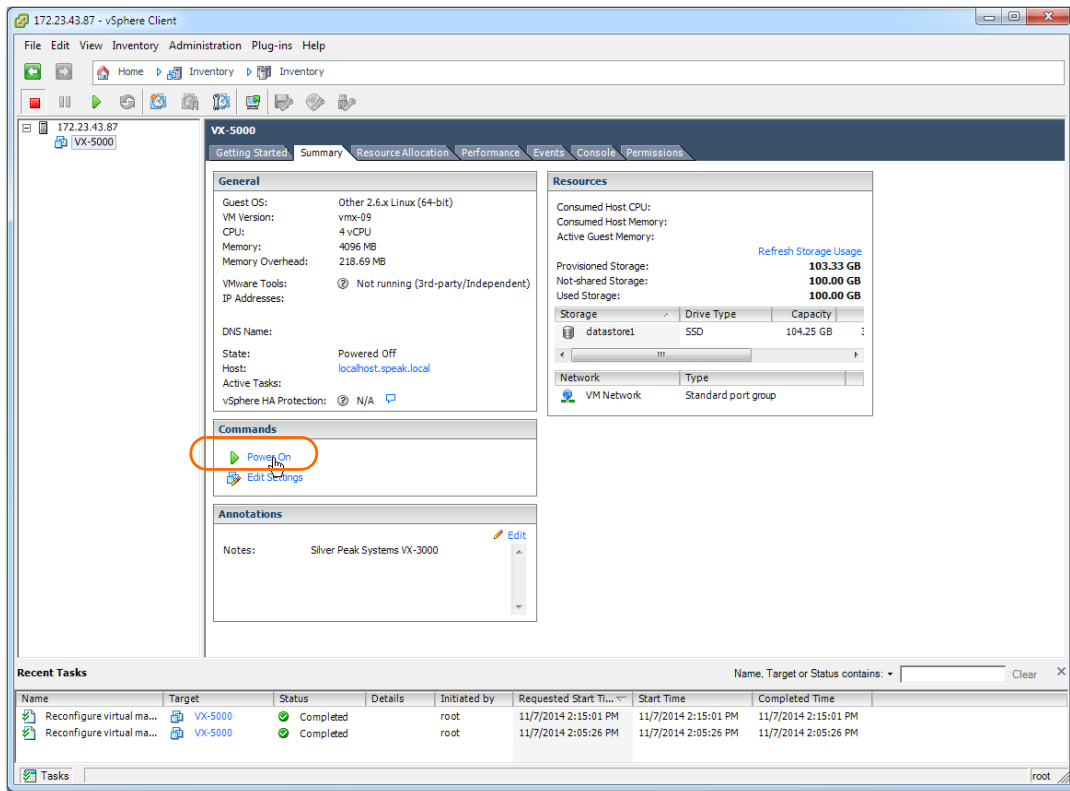 172.23.43.87 - vSphere Client
File Edit View Inventory Administration Plug-ins Help
Home Inventory Inventory
172.23.43.87
VX-5000
VX-5000
Getting Started Summary Resource Allocation Performance Events Console Permissions
General
Guest OS: Other 2.6.x Linux (64-bit)
VM Version: vmx-09
CPU: 4 vCPU
Memory: 4096 MB
Memory Overhead: 218.69 MB
VMware Tools: Not running (3rd-party/Independent)
IP Addresses:
DNS Name:
State: Powered Off
Host: localhost.speak.local
Active Tasks:
vSphere HA Protection: N/A
Resources
Consumed Host CPU:
Consumed Host Memory:
Active Guest Memory:
Refresh Storage Usage
Provisioned Storage: 103.33 GB
Not-shared Storage: 100.00 GB
Used Storage: 100.00 GB
Storage Drive Type Capacity
datastore1 SSD 104.25 GB
Network Type
VM Network Standard port group
Commands
Power On
Edit Settings
Annotations
Edit
Notes: Silver Peak Systems VX-3000
Recent Tasks
Name, Target or Status contains: Clear
Name Target Status Details Initiated by Requested Start Ti... Start Time Completed Time
Reconfigure virtual ma... VX-5000 Completed root 11/7/2014 2:15:01 PM 11/7/2014 2:15:01 PM 11/7/2014 2:15:01 PM
Reconfigure virtual ma... VX-5000 Completed root 11/7/2014 2:05:26 PM 11/7/2014 2:05:26 PM 11/7/2014 2:05:26 PM
Tasks
root